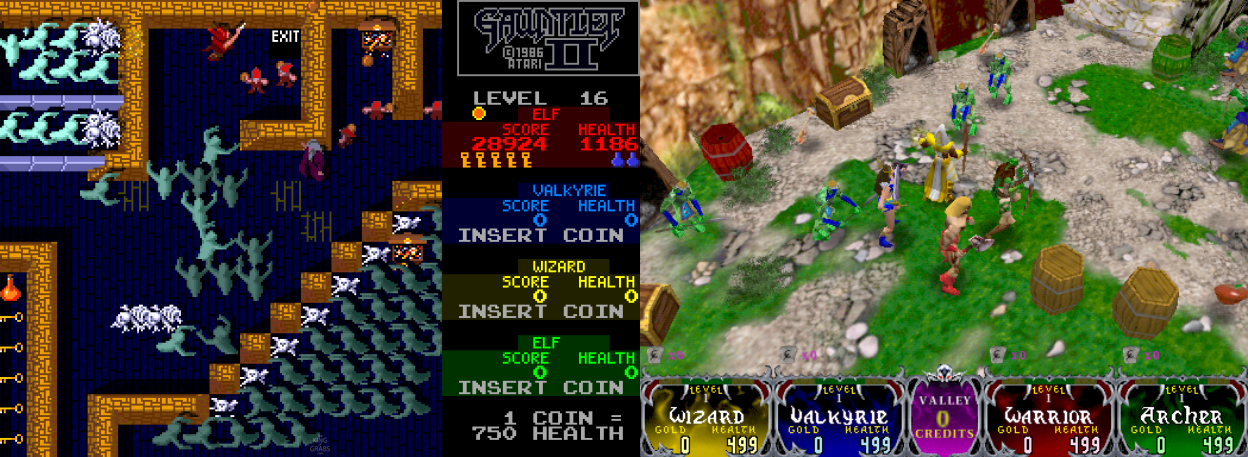 EXIT
GAUNTLET
II
©1986
ATARI
LEVEL 16
ELF
SCORE HEALTH
28924 1186
VALKYRIE
SCORE HEALTH
0 0
INSERT COIN
WIZARD
SCORE HEALTH
0 0
INSERT COIN
ELF
SCORE HEALTH
0 0
INSERT COIN
1 COIN =
750 HEALTH
X0 X0 X0 X0
LEVEL
1
WIZARD
GOLD HEALTH
0 499
LEVEL
1
VALKYRIE
GOLD HEALTH
0 499
VALLEY
0
CREDITS
LEVEL
1
WARRIOR
GOLD HEALTH
0 499
LEVEL
1
ARCHER
GOLD HEALTH
0 499